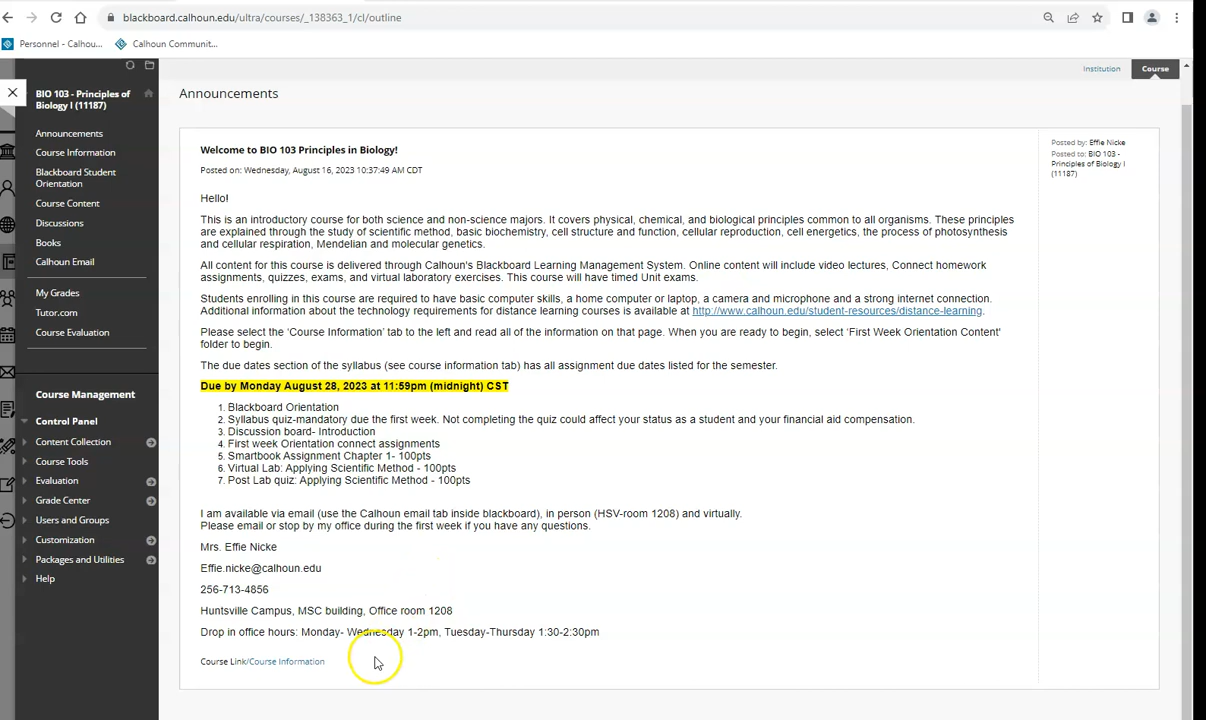 blackboard.calhoun.edu/ultra/courses/_138363_1/cl/outline
Personnel - Calhou...
Calhoun Communit...
Institution
Course
BIO 103 - Principles of
Biology I (11187)
Announcements
Course Information
Blackboard Student
Orientation
Course Content
Discussions
Books
Calhoun Email
My Grades
Tutor.com
Course Evaluation
Course Management
Control Panel
Content Collection
Course Tools
Evaluation
Grade Center
Users and Groups
Customization
Packages and Utilities
Help
Announcements
Welcome to BIO 103 Principles in Biology!
Posted on: Wednesday, August 16, 2023 10:37:49 AM CDT
Hello!
This is an introductory course for both science and non-science majors. It covers physical, chemical, and biological principles common to all organisms. These principles
are explained through the study of scientific method, basic biochemistry, cell structure and function, cellular reproduction, cell energetics, the process of photosynthesis
and cellular respiration, Mendelian and molecular genetics.
All content for this course is delivered through Calhoun's Blackboard Learning Management System. Online content will include video lectures, Connect homework
assignments, quizzes, exams, and virtual laboratory exercises. This course will have timed Unit exams.
Students enrolling in this course are required to have basic computer skills, a home computer or laptop, a camera and microphone and a strong internet connection.
Additional information about the technology requirements for distance learning courses is available at http://www.calhoun.edu/student-resources/distance-learning.
Please select the 'Course Information' tab to the left and read all of the information on that page. When you are ready to begin, select 'First Week Orientation Content'
folder to begin.
The due dates section of the syllabus (see course information tab) has all assignment due dates listed for the semester.
Due by Monday August 28, 2023 at 11:59pm (midnight) CST
1. Blackboard Orientation
2. Syllabus quiz-mandatory due the first week. Not completing the quiz could affect your status as a student and your financial aid compensation.
3. Discussion board- Introduction
4. First week Orientation connect assignments
5. Smartbook Assignment Chapter 1- 100pts
6. Virtual Lab: Applying Scientific Method - 100pts
7. Post Lab quiz: Applying Scientific Method - 100pts
I am available via email (use the Calhoun email tab inside blackboard), in person (HSV-room 1208) and virtually.
Please email or stop by my office during the first week if you have any questions.
Mrs. Effie Nicke
Effie.nicke@calhoun.edu
256-713-4856
Huntsville Campus, MSC building, Office room 1208
Drop in office hours: Monday- Wednesday 1-2pm, Tuesday-Thursday 1:30-2:30pm
Course Link/Course Information
Posted by: Effie Nicke
Posted to: BIO 103 -
Principles of Biology I
(11187)